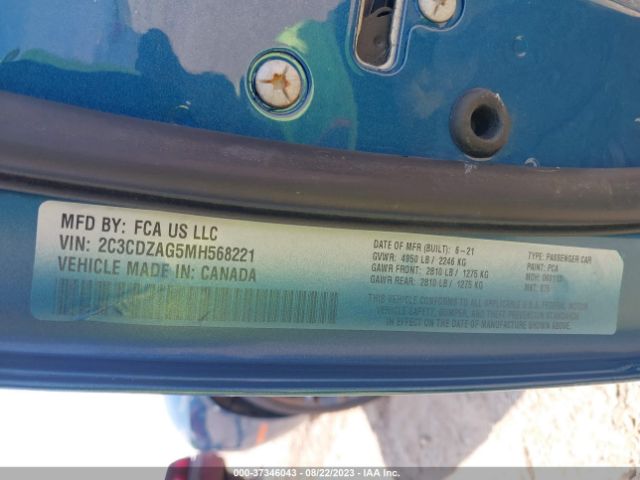 MFD BY: FCA US LLC
VIN: 2C3CDZAG5MH568221
VEHICLE MADE IN: CANADA
DATE OF MFR (BUILT): 6-21
GVWR: 4950 LB / 2246 KG
GAWR FRONT: 2810 LB / 1275 KG
GAWR REAR: 2810 LB / 1275 KG
TYPE: PASSENGER CAR
PAINT: PCA
MDH:
THIS VEHICLE CONFORMS TO ALL APPLICABLE U.S.FEDERAL MOTOR
VEHICLE SAFETY, BUMPER, AND THEFT PREVENTION STANDARDS
IN EFFECT ON THE DATE OF MANUFACTURE SHOWN ABOVE
000-37346043 - 08/22/2023 - IAA Inc.